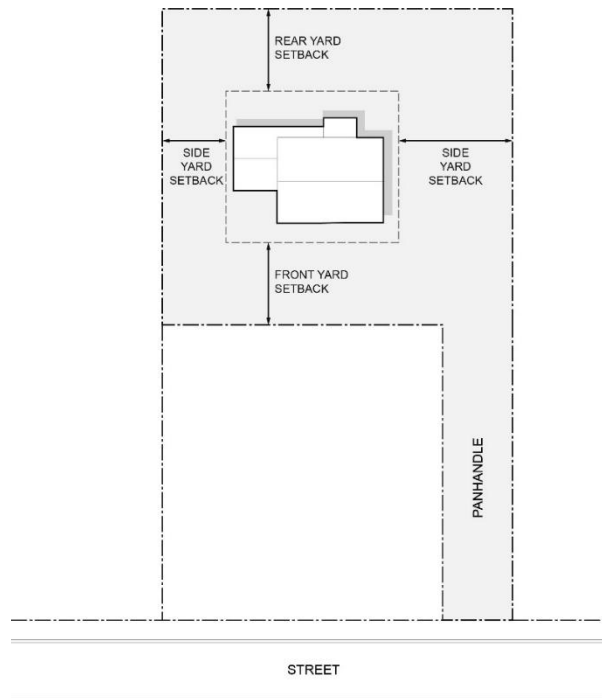 REAR YARD
SETBACK
SIDE
YARD
SETBACK
SIDE
YARD
SETBACK
FRONT YARD
SETBACK
PANHANDLE
STREET